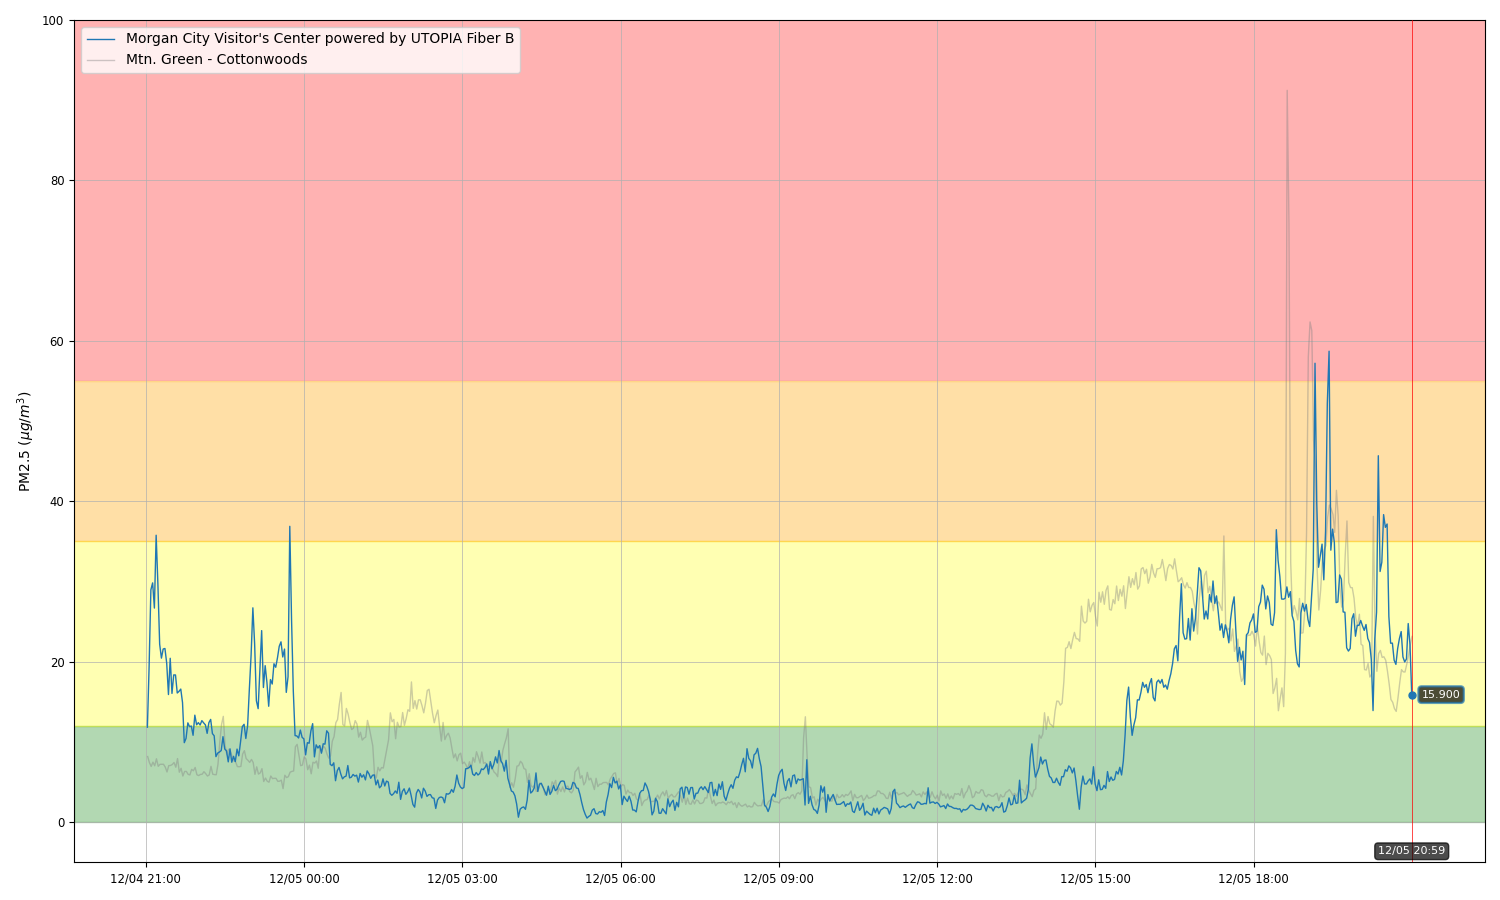 100
Morgan City Visitor's Center powered by UTOPIA Fiber B
Mtn. Green - Cottonwoods
80
60
40
20
0
PM2.5 (μg/m³)
15.900
12/05 20:59
12/04 21:00 12/05 00:00 12/05 03:00 12/05 06:00 12/05 09:00 12/05 12:00 12/05 15:00 12/05 18:00